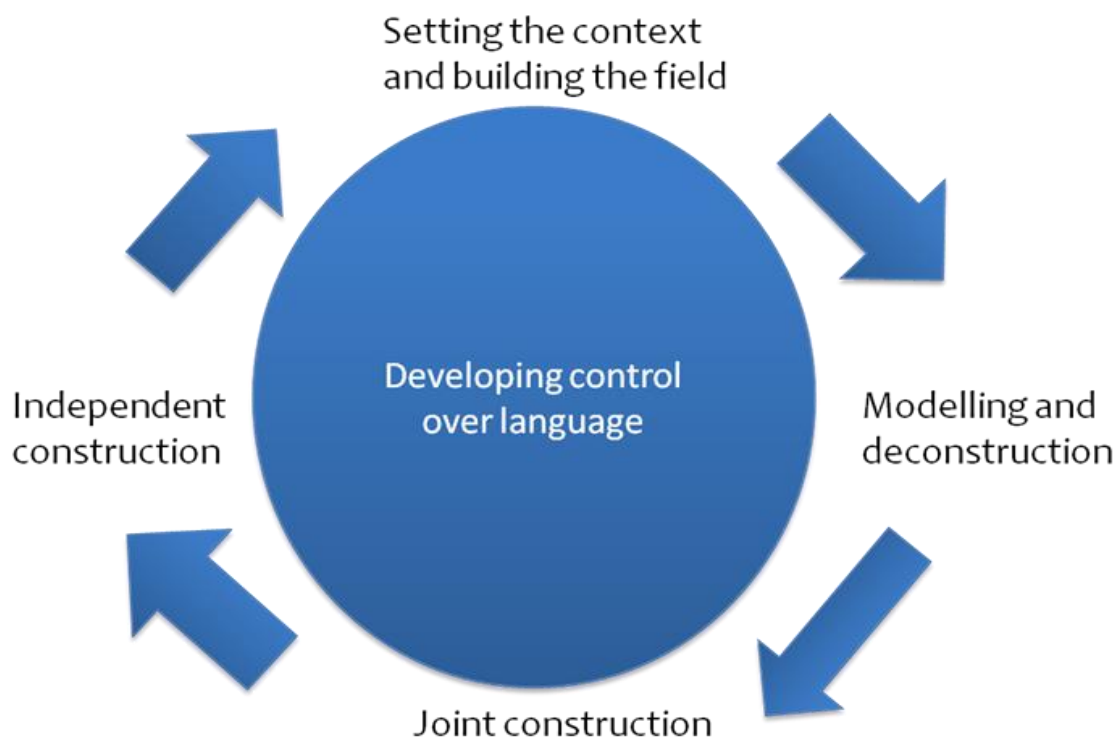 Setting the context
and building the field
Developing control
over language
Independent
construction
Modelling and
deconstruction
Joint construction